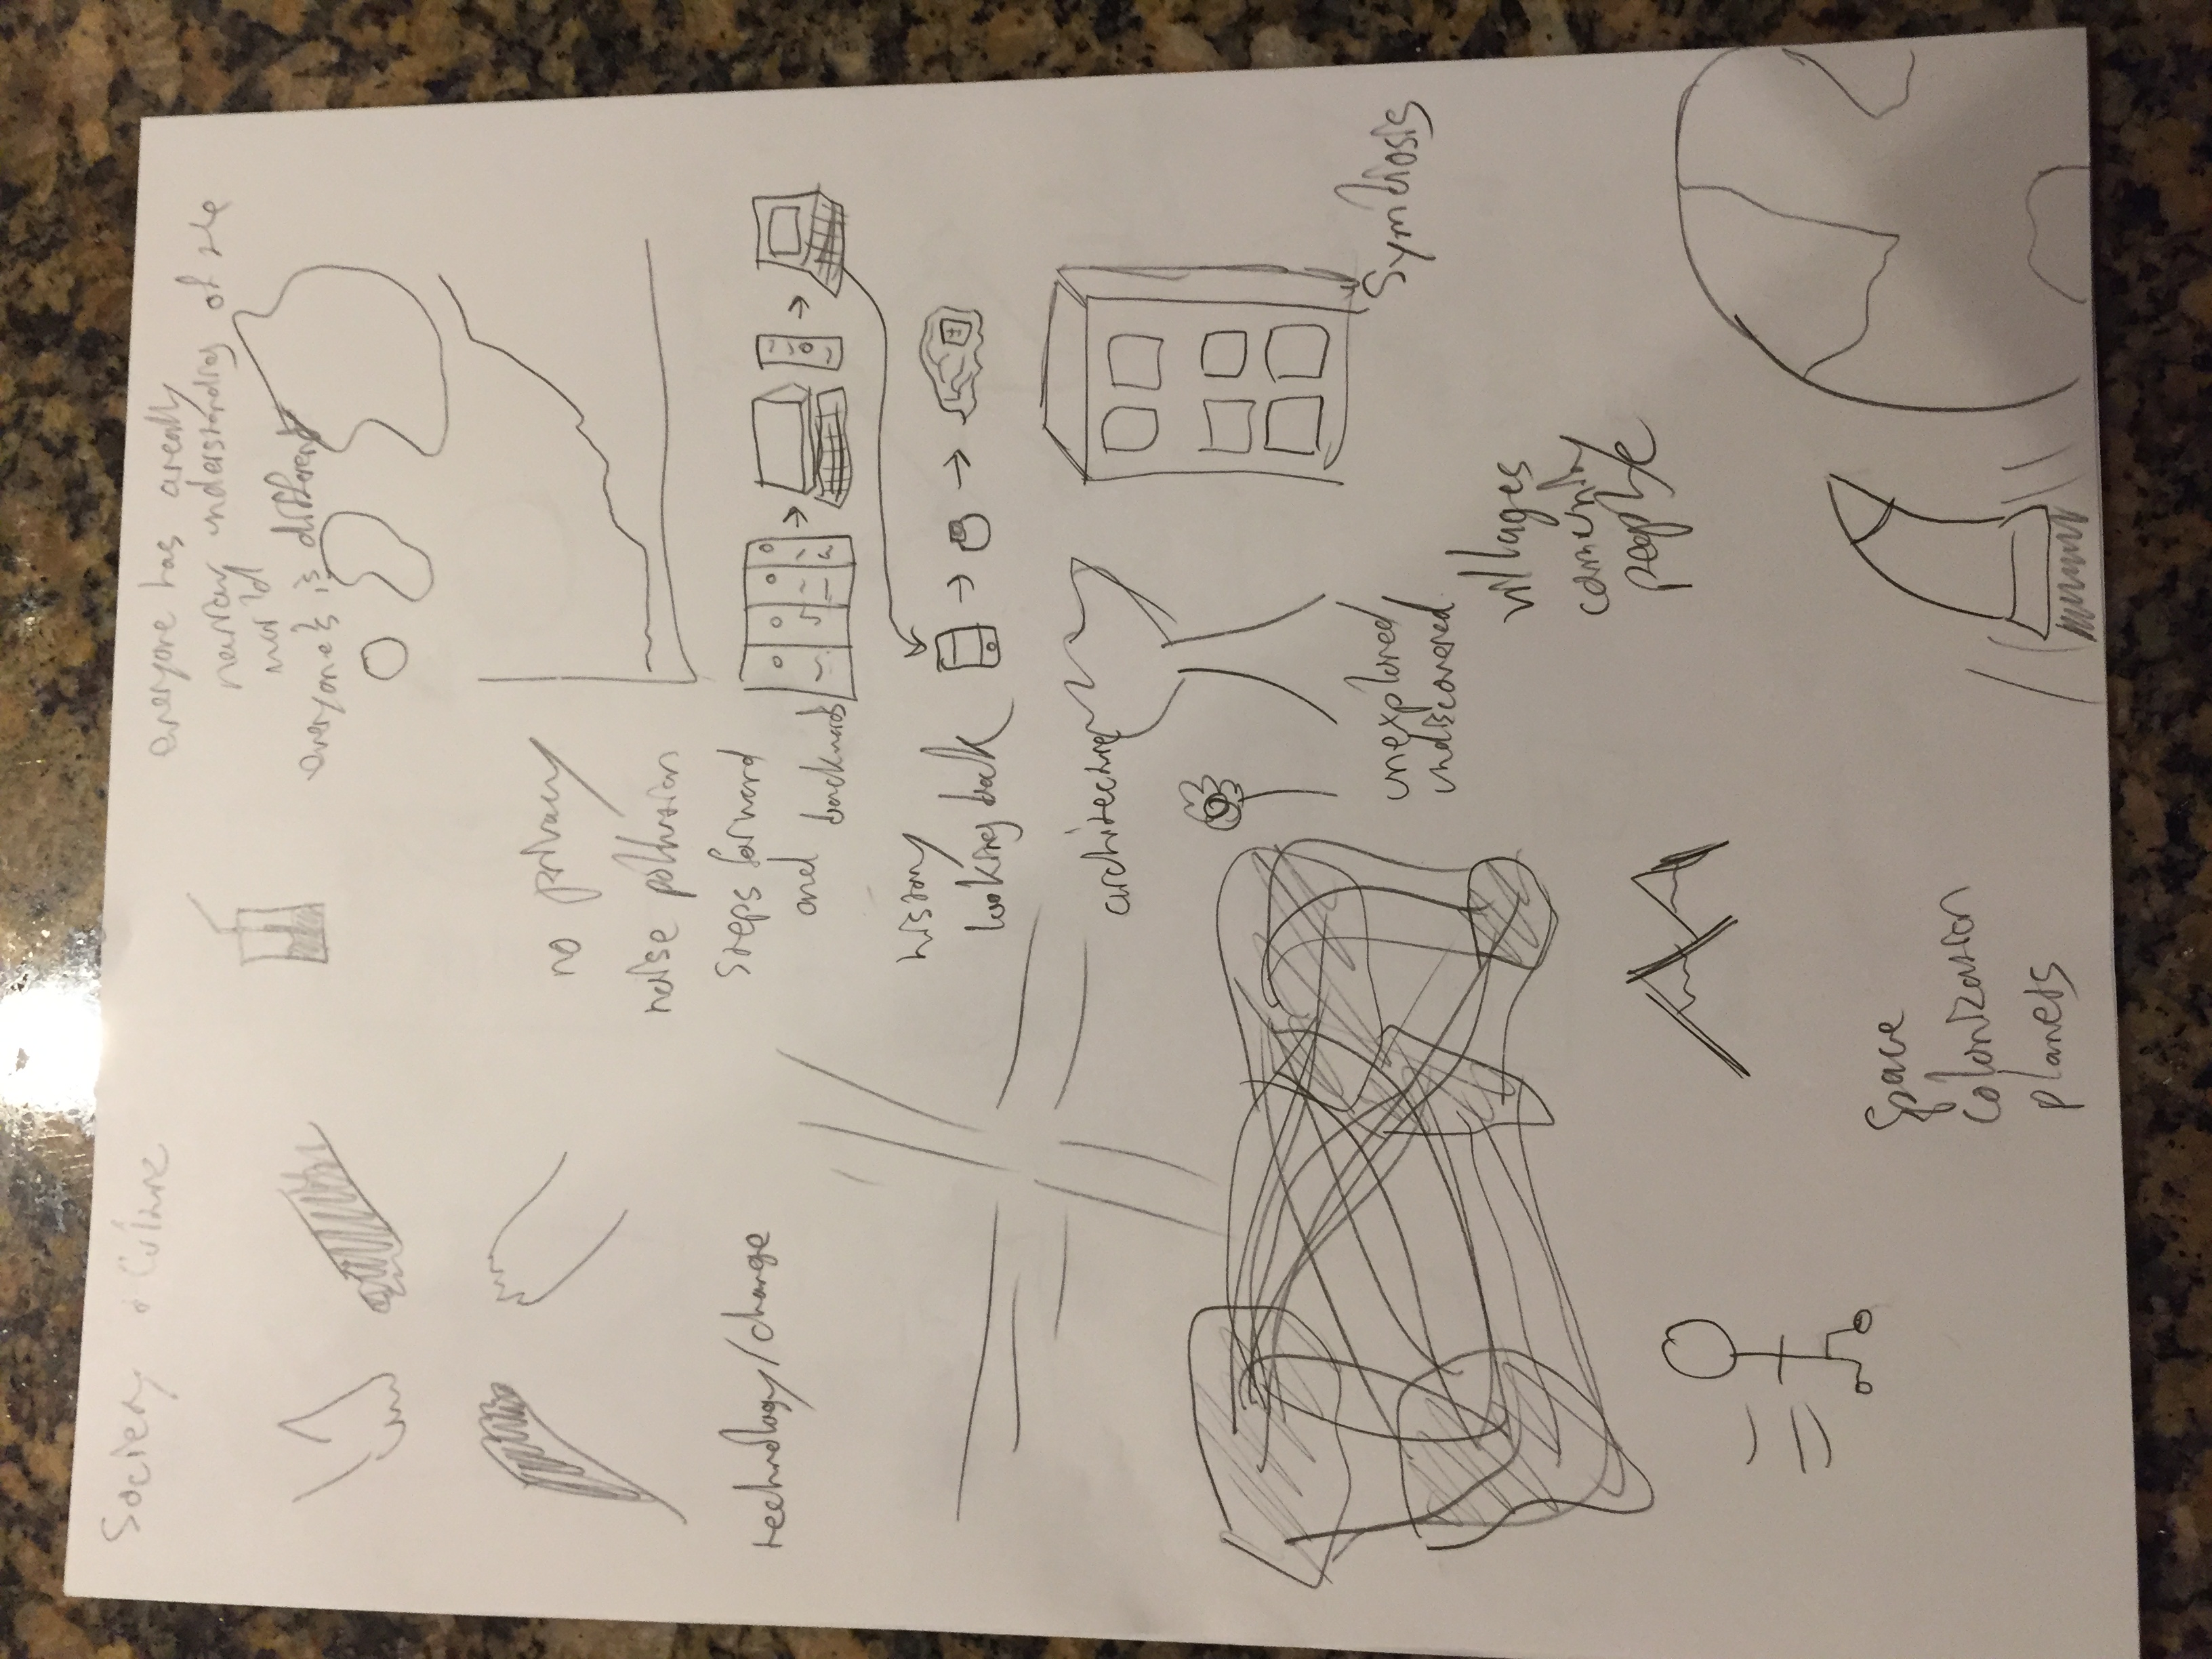 Society & Culture
everyone has a really
narrow understanding of the
world
everyone's is different
no privacy
noise pollution
technology/change
steps forward
and
backwards
history
looking back
architecture
unexplored
undiscovered
Symbiosis
villages
comunity
people
Space
colonization
planets